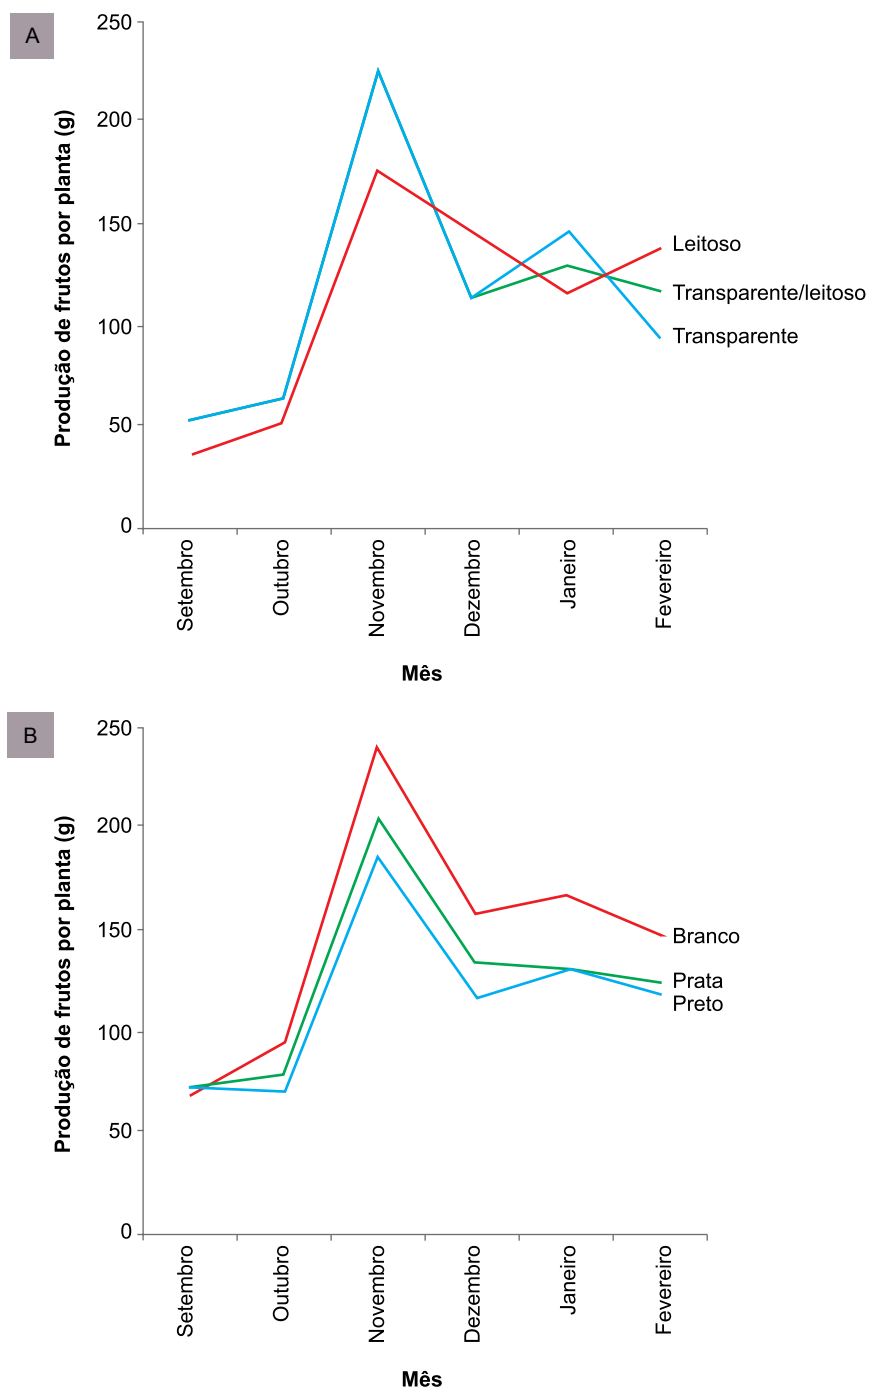 A
Produção de frutos por planta (g)
250
200
150
100
50
0
Leitoso
Transparente/leitoso
Transparente
Setembro
Outubro
Novembro
Dezembro
Janeiro
Fevereiro
Mês
B
Produção de frutos por planta (g)
250
200
150
100
50
0
Branco
Prata
Preto
Setembro
Outubro
Novembro
Dezembro
Janeiro
Fevereiro
Mês